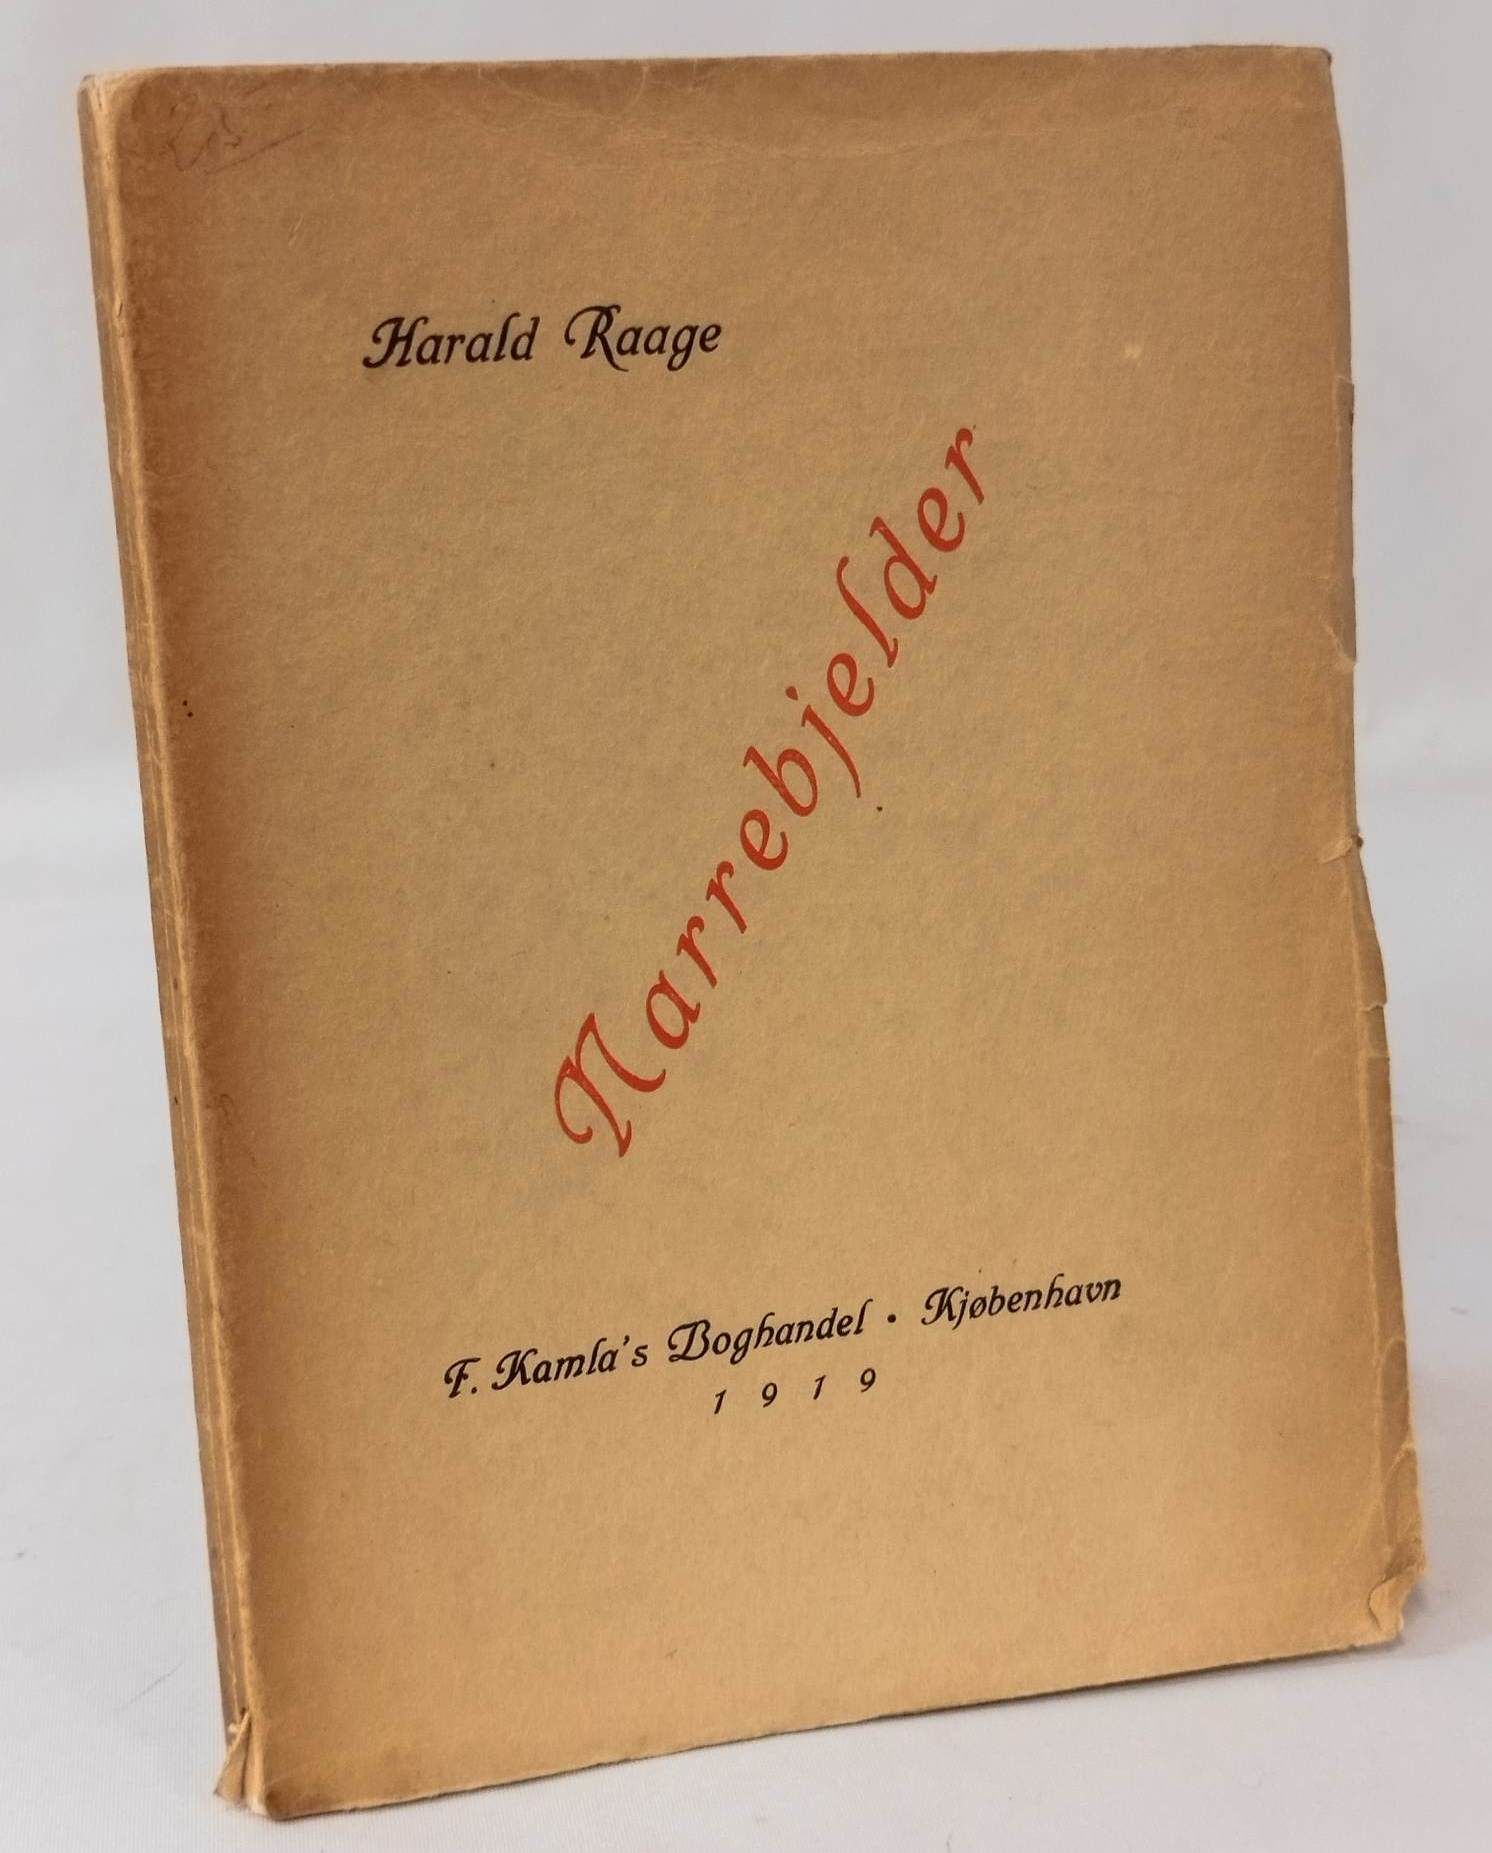 Harald Raage
Narrebjelder
F. Kamla's Boghandel · Kjøbenhavn
1919